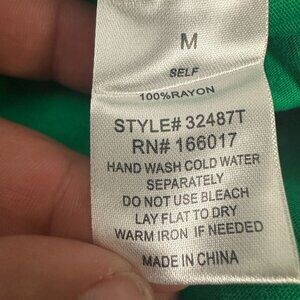 M
SELF
100%RAYON
STYLE# 32487T
RN# 166017
HAND WASH COLD WATER
SEPARATELY
DO NOT USE BLEACH
LAY FLAT TO DRY
WARM IRON IF NEEDED
MADE IN CHINA